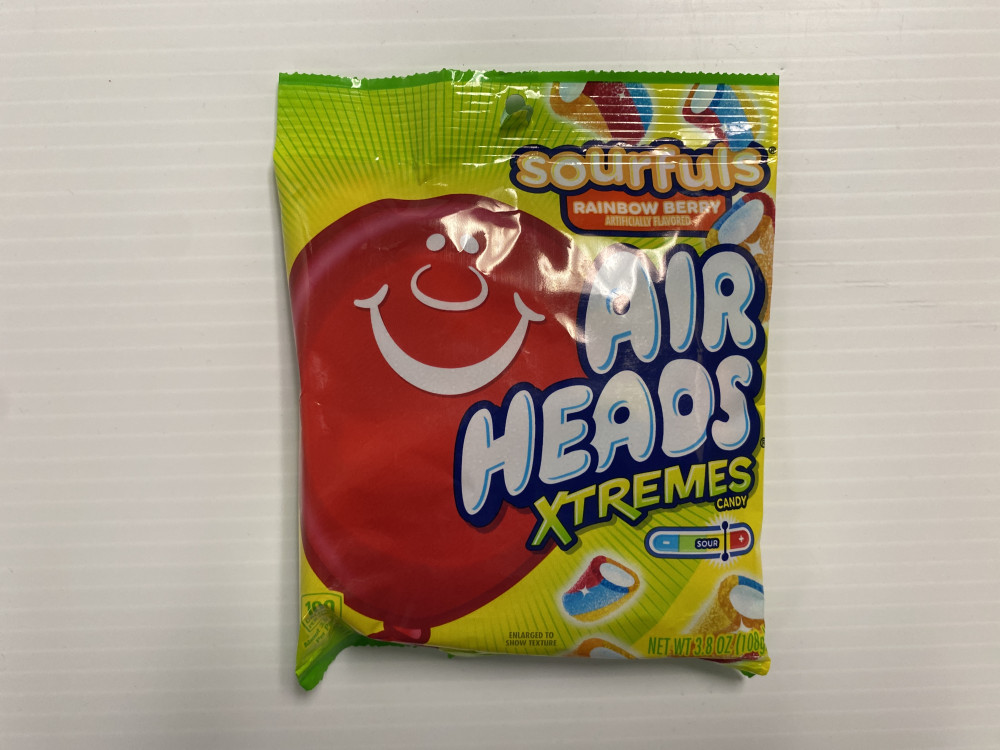 sourfuls®
RAINBOW BERRY
ARTIFICIALLY FLAVORED
AIR
HEADS®
XTREMES
CANDY
- SOUR +
ENLARGED TO
SHOW TEXTURE
NET WT 3.8 OZ (108g